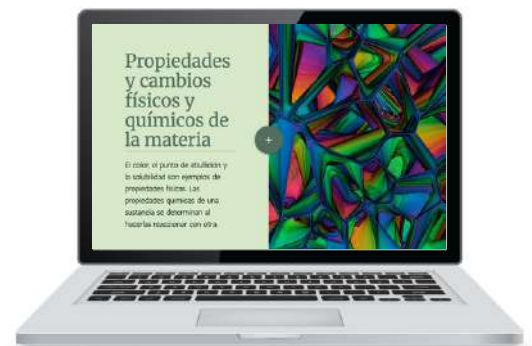 Propiedades
y cambios
físicos y
químicos de
la materia
El color, el punto de ebullición y
la solubilidad son ejemplos de
propiedades físicas. Las
propiedades químicas de una
sustancia se determinan al
hacerlas reaccionar con otra.